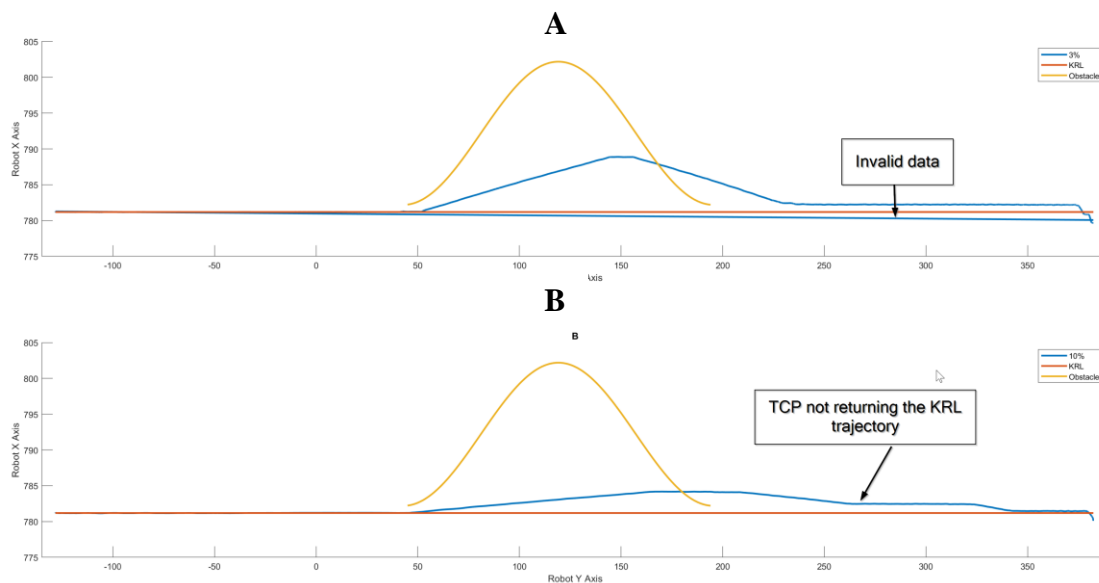 A
805
800
795
790
785
780
775
Robot X Axis
3%
KRL
Obstacle
Invalid data
-100 -50 0 50 100 150 200 250 300 350
Axis
B
B
805
800
795
790
785
780
775
Robot X Axis
10%
KRL
Obstacle
TCP not returning the KRL
trajectory
-100 -50 0 50 100 150 200 250 300 350
Robot Y Axis